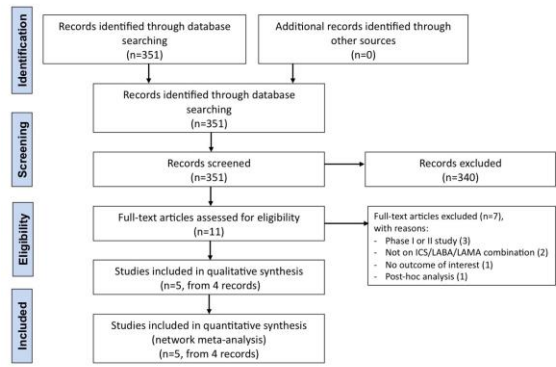 Identification
Records identified through database
searching
(n=351)
Additional records identified through
other sources
(n=0)
Records identified through database
searching
(n=351)
Screening
Records screened
(n=351)
Records excluded
(n=340)
Eligibility
Full-text articles assessed for eligibility
(n=11)
Full-text articles excluded (n=7),
with reasons:
- Phase I or II study (3)
- Not on ICS/LABA/LAMA combination (2)
- No outcome of interest (1)
- Post-hoc analysis (1)
Studies included in qualitative synthesis
(n=5, from 4 records)
Included
Studies included in quantitative synthesis
(network meta-analysis)
(n=5, from 4 records)